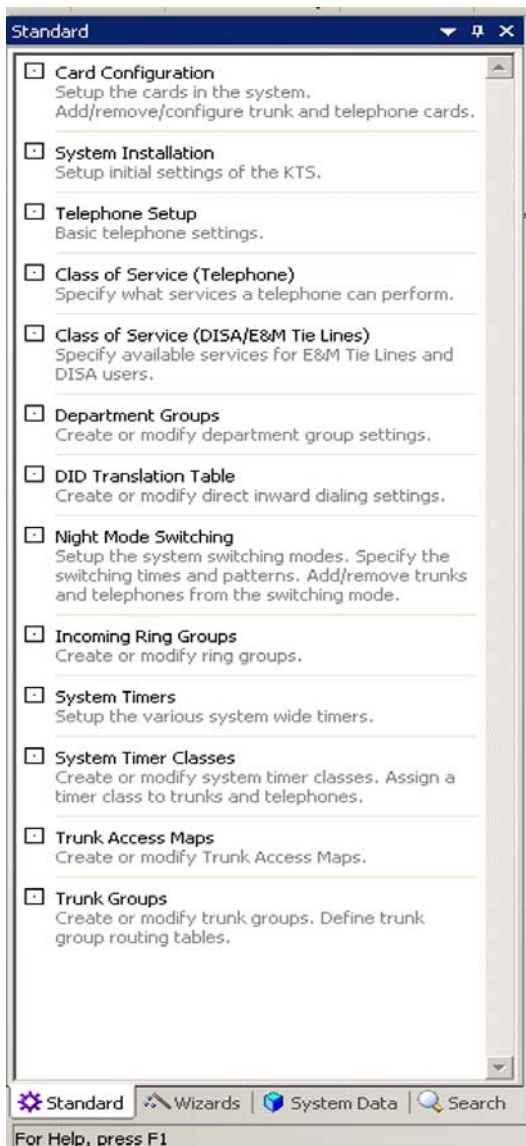 Standard
Card Configuration
Setup the cards in the system.
Add/remove/configure trunk and telephone cards.
System Installation
Setup initial settings of the KTS.
Telephone Setup
Basic telephone settings.
Class of Service (Telephone)
Specify what services a telephone can perform.
Class of Service (DISA/E&M Tie Lines)
Specify available services for E&M Tie Lines and
DISA users.
Department Groups
Create or modify department group settings.
DID Translation Table
Create or modify direct inward dialing settings.
Night Mode Switching
Setup the system switching modes. Specify the
switching times and patterns. Add/remove trunks
and telephones from the switching mode.
Incoming Ring Groups
Create or modify ring groups.
System Timers
Setup the various system wide timers.
System Timer Classes
Create or modify system timer classes. Assign a
timer class to trunks and telephones.
Trunk Access Maps
Create or modify Trunk Access Maps.
Trunk Groups
Create or modify trunk groups. Define trunk
group routing tables.
Standard Wizards System Data Search
For Help, press F1